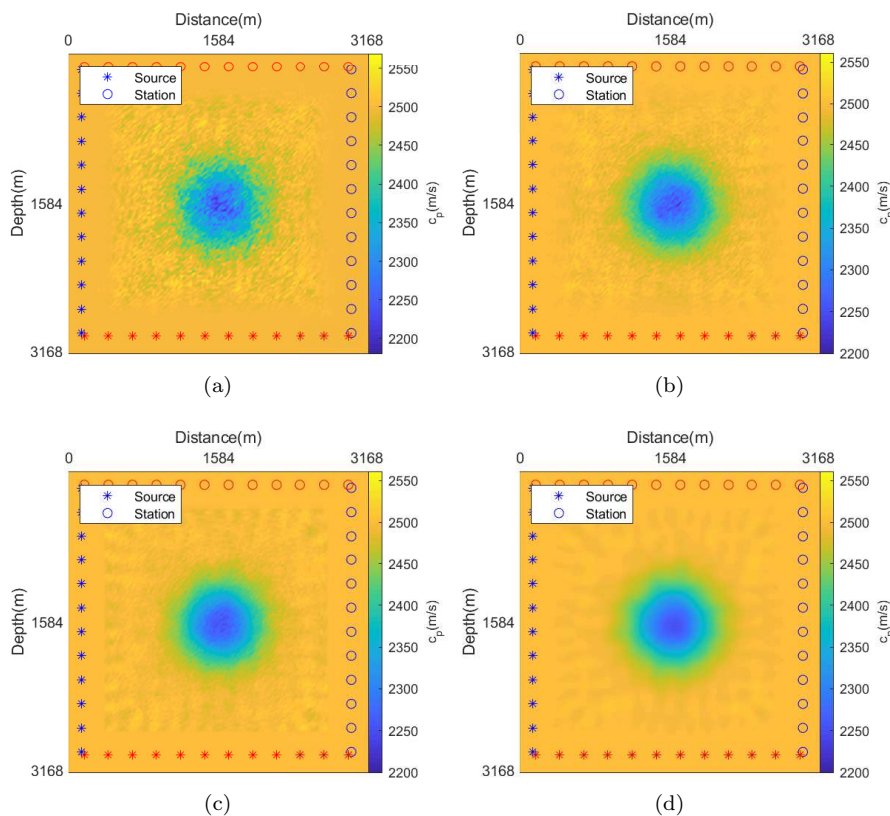 Distance(m)
0 1584 3168
Source
Station
Depth(m)
1584
3168
2550
2500
2450
2400
2350
2300
2250
2200
c_p(m/s)
(a)
Distance(m)
0 1584 3168
Source
Station
Depth(m)
1584
3168
2550
2500
2450
2400
2350
2300
2250
2200
(m/s)
(b)
Distance(m)
0 1584 3168
Source
Station
Depth(m)
1584
3168
2550
2500
2450
2400
2350
2300
2250
2200
c_p(m/s)
(c)
Distance(m)
0 1584 3168
Source
Station
Depth(m)
1584
3168
2550
2500
2450
2400
2350
2300
2250
2200
(m/s)
(d)